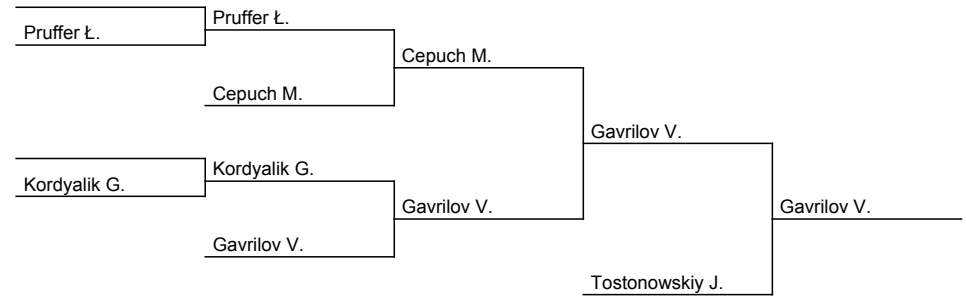 Pruffer Ł.
Pruffer Ł.
Cepuch M.
Cepuch M.
Gavrilov V.
Kordyalik G.
Kordyalik G.
Gavrilov V.
Gavrilov V.
Gavrilov V.
Tostonowskiy J.